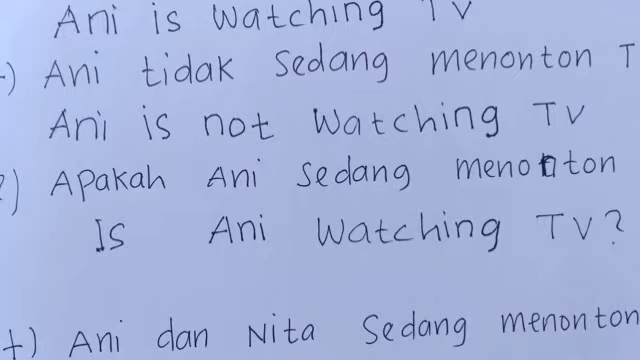 Ani is watching TV
-) Ani tidak sedang menonton T
Ani is not watching TV
?) Apakah Ani sedang menonton
Is Ani watching TV?
+) Ani dan Nita sedang menonton